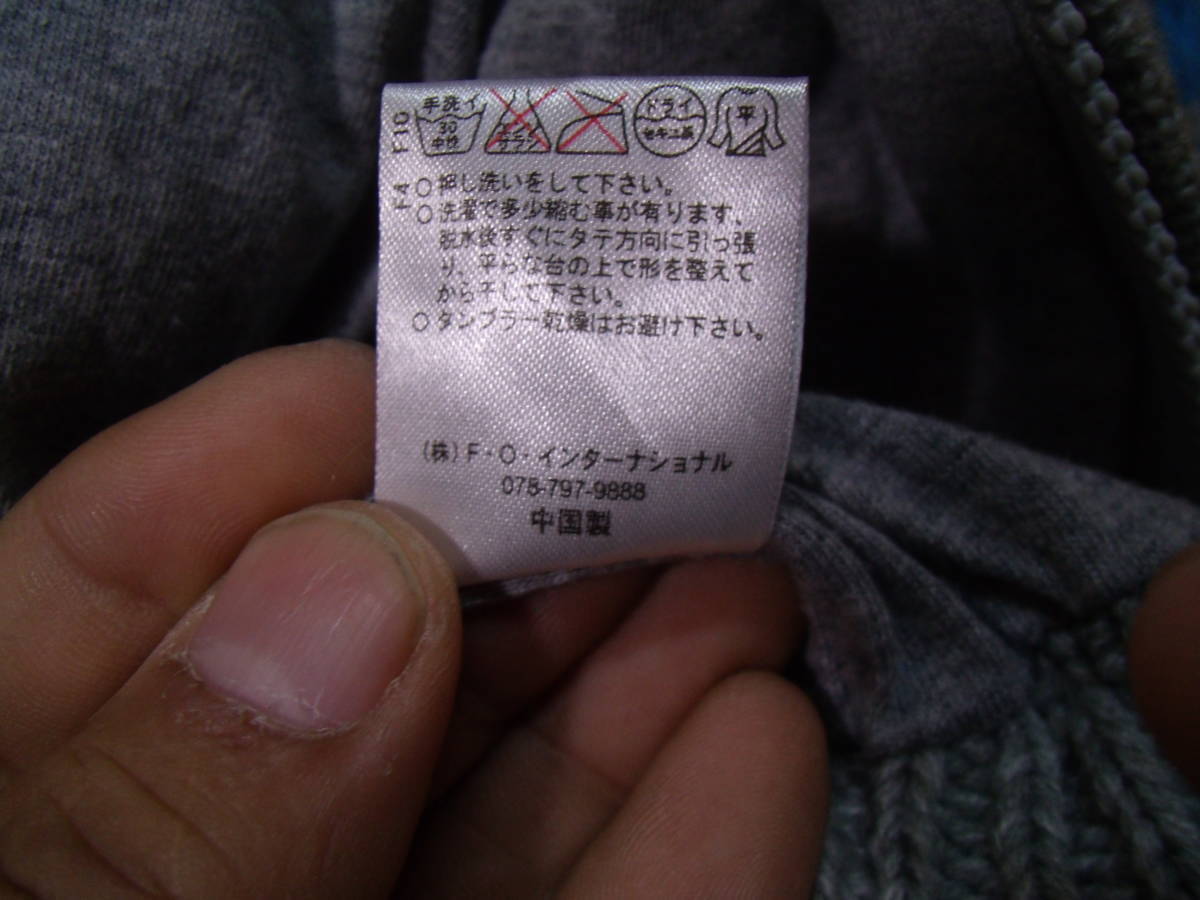 F10
F4
手洗イ
30
中性
エンソ
サラシ
ドライ
セキユ系
平
○押し洗いをして下さい。
○洗濯で多少縮む事が有ります、
脱水後すぐにタテ方向に引っ張
り、平らな台の上で形を整えて
からそして下さい。
○タンブラー乾燥はお避け下さい。
(株)F・O・インターナショナル
078-797-9888
中国製